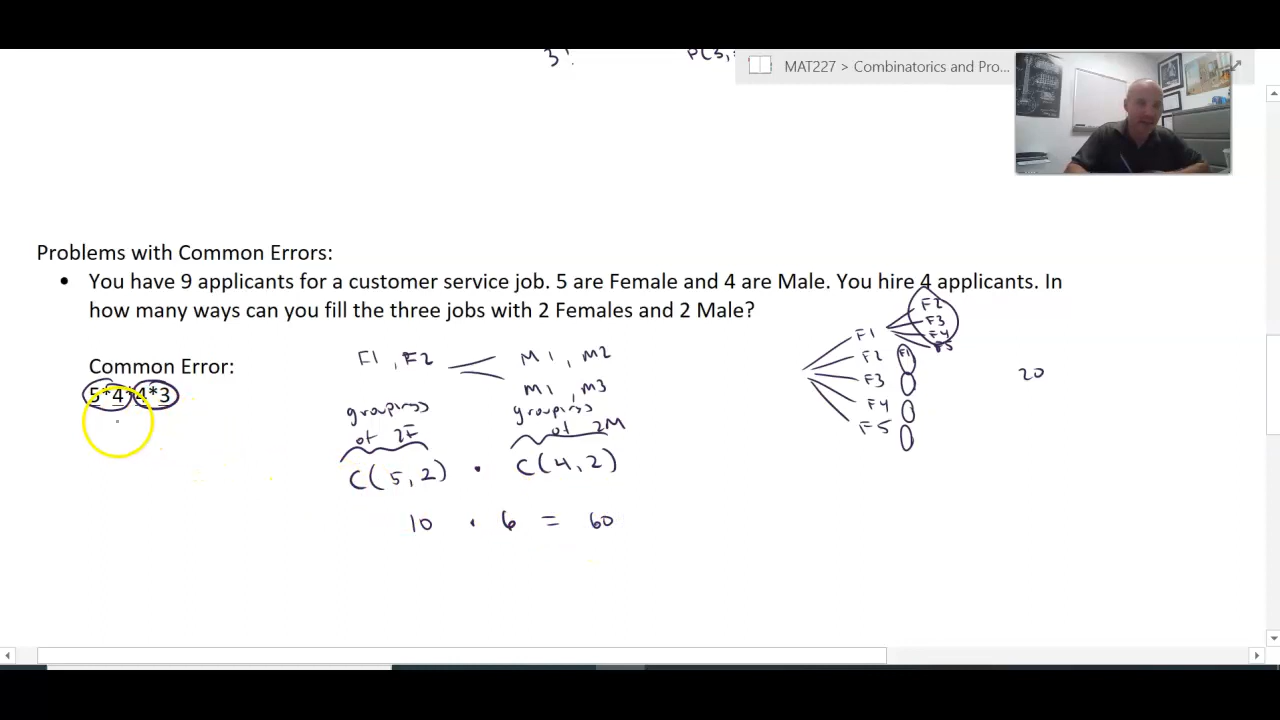 3!
P(5,
MAT227 > Combinatorics and Pro...
Problems with Common Errors:
• You have 9 applicants for a customer service job. 5 are Female and 4 are Male. You hire 4 applicants. In
how many ways can you fill the three jobs with 2 Females and 2 Male?
Common Error:
5*4*4*3
F1, F2
M1, M2
M1, M3
groupings
of 2F
groupings
of 2M
C(5,2) · C(4,2)
10 · 6 = 60
F1
F2
F3
F4
F5
F2
F3
F4
F5
F1
20